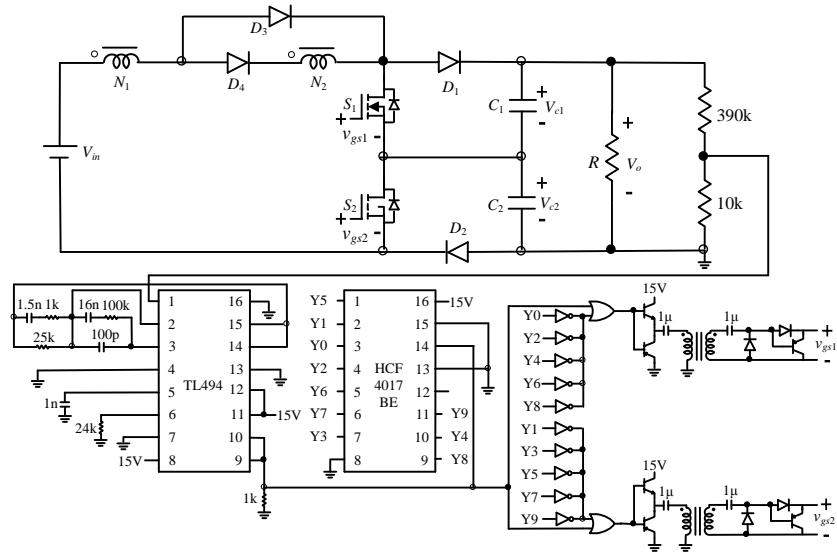 D3
N1
D4
N2
D1
S1
+
vgs1
-
C1
+
Vc1
-
390k
Vin
R
+
Vo
-
S2
+
vgs2
-
C2
+
Vc2
-
10k
D2
1.5n 1k 16n 100k
25k 100p
1n
24k
15V
1 16
2 15
3 14
4 13
5 TL494 12
6 11 15V
7 10
8 9
1k
Y5 1 16 15V
Y1 2 15
Y0 3 14
Y2 4 HCF 13
Y6 5 4017 12
Y7 6 BE 11 Y9
Y3 7 10 Y4
8 9 Y8
Y0
Y2
Y4
Y6
Y8
Y1
Y3
Y5
Y7
Y9
15V
1μ 1μ
+
vgs1
-
15V
1μ 1μ
+
vgs2
-